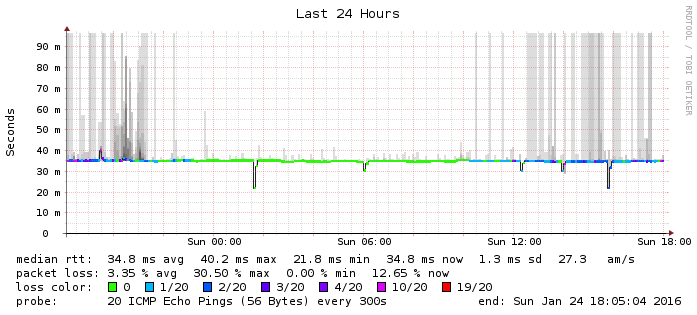 Last 24 Hours
RRDTOOL / TOBI OETIKER
Seconds
90 m
80 m
70 m
60 m
50 m
40 m
30 m
20 m
10 m
0
Sun 00:00 Sun 06:00 Sun 12:00 Sun 18:00
median rtt: 34.8 ms avg 40.2 ms max 21.8 ms min 34.8 ms now 1.3 ms sd 27.3 am/s
packet loss: 3.35 % avg 30.50 % max 0.00 % min 12.65 % now
loss color: 0 1/20 2/20 3/20 4/20 10/20 19/20
probe: 20 ICMP Echo Pings (56 Bytes) every 300s end: Sun Jan 24 18:05:04 2016